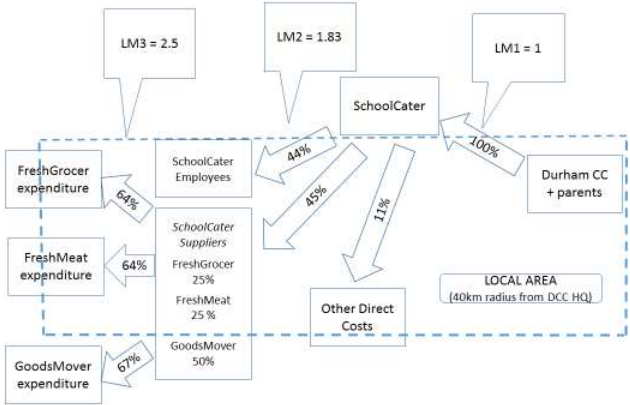 LM3 = 2.5
LM2 = 1.83
LM1 = 1
SchoolCater
100%
Durham CC
+ parents
44%
45%
11%
SchoolCater
Employees
FreshGrocer
expenditure
64%
SchoolCater
Suppliers
FreshGrocer
25%
FreshMeat
25 %
GoodsMover
50%
FreshMeat
expenditure
64%
GoodsMover
expenditure
67%
Other Direct
Costs
LOCAL AREA
(40km radius from DCC HQ)